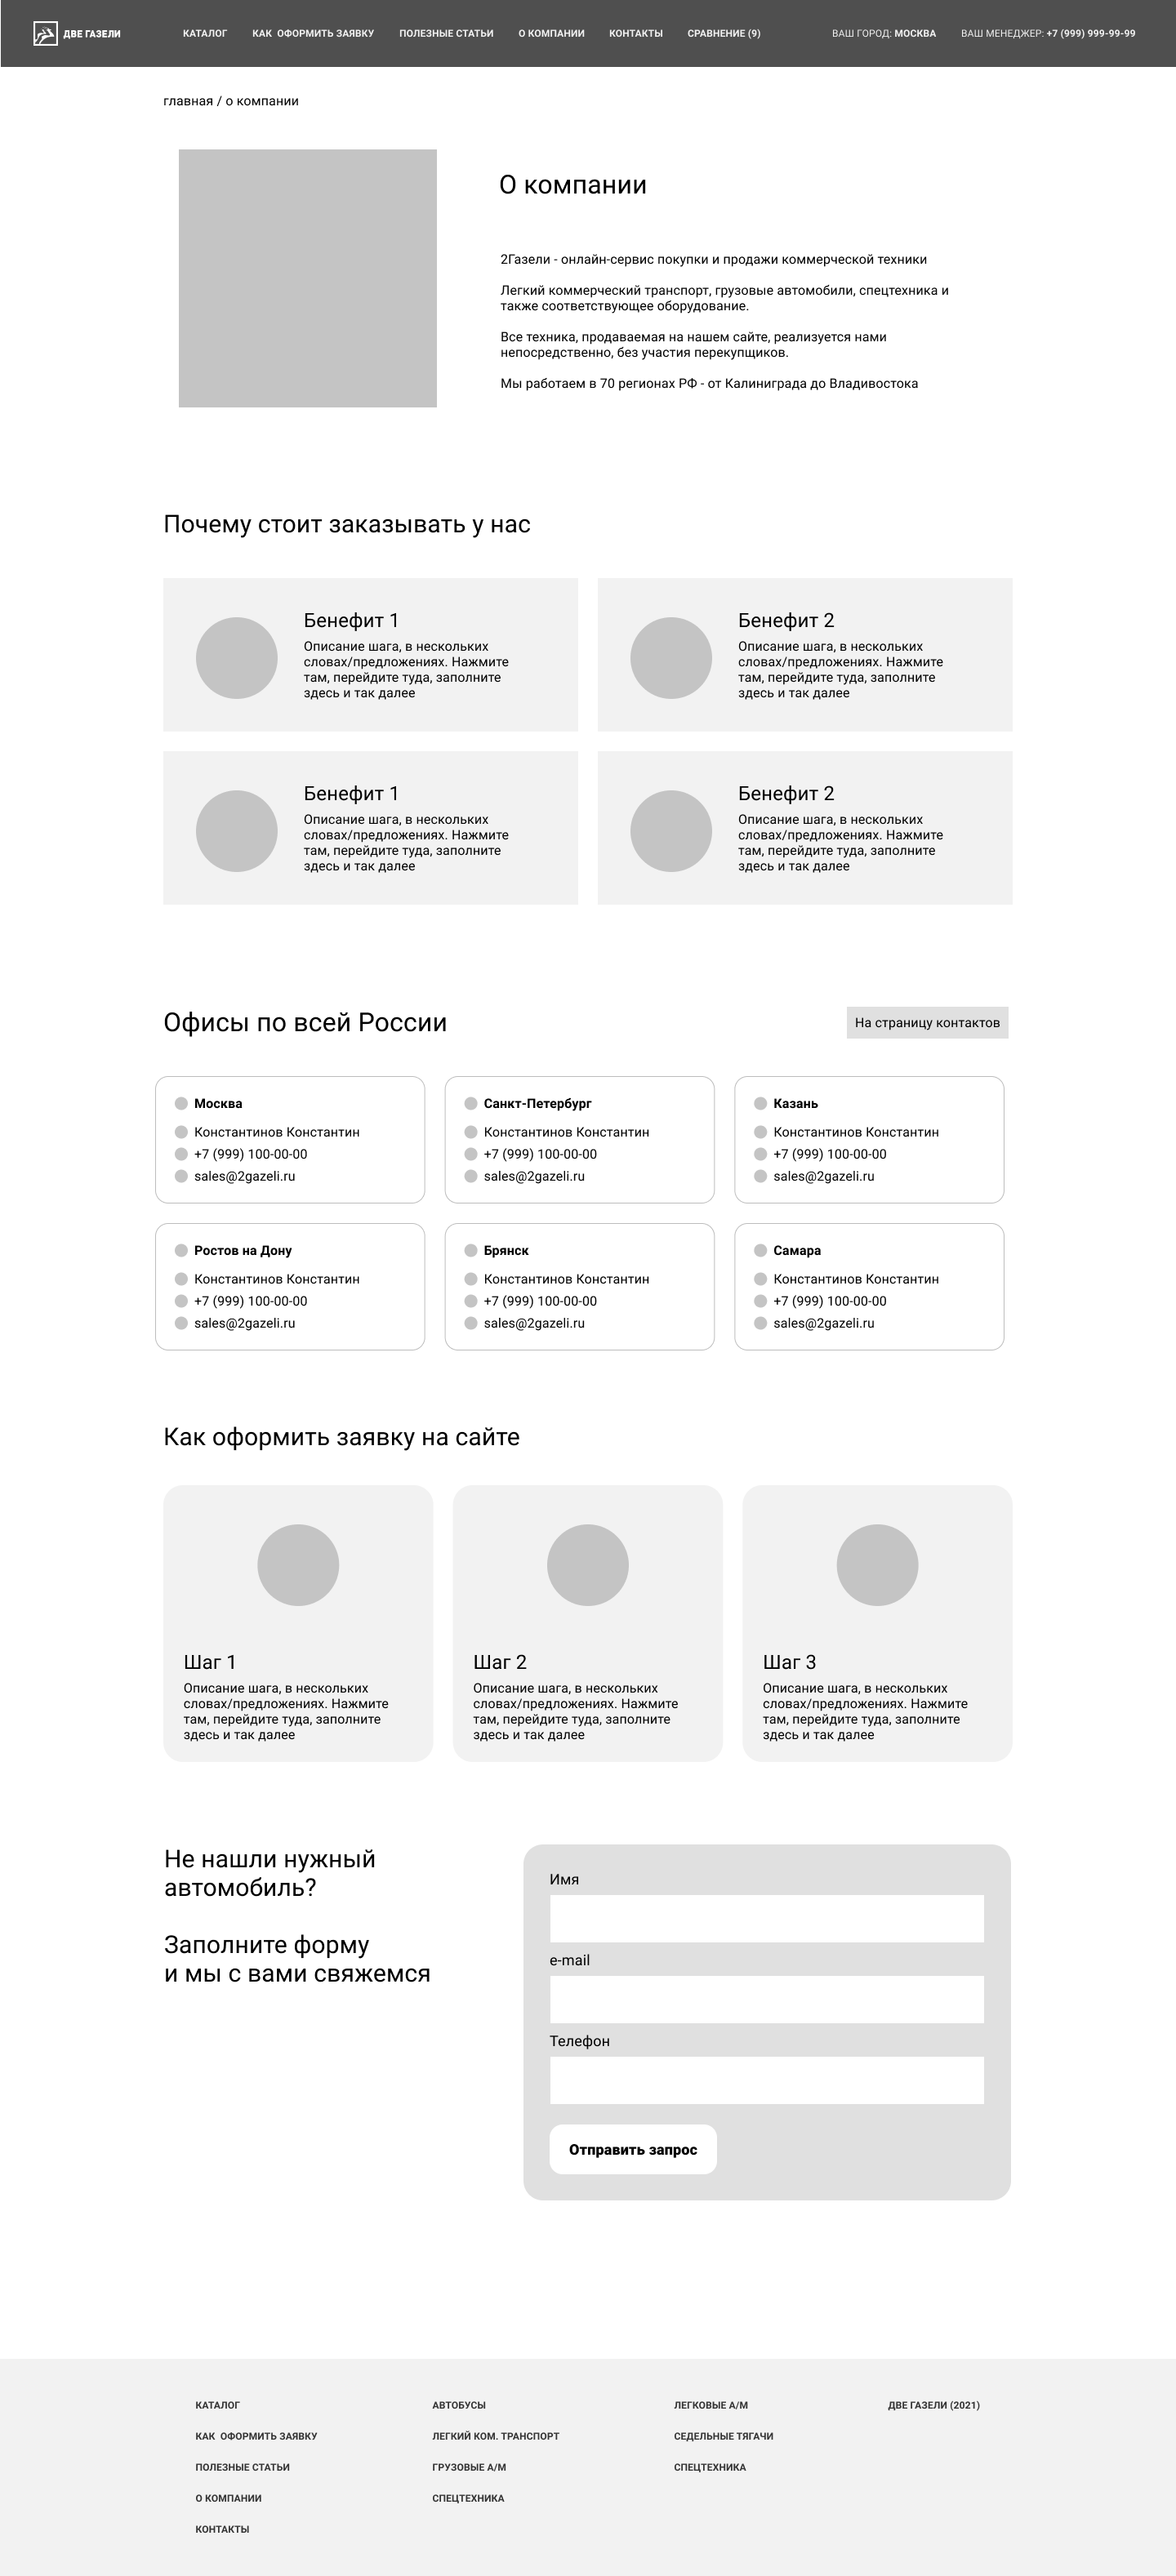 ДВЕ ГАЗЕЛИ
КАТАЛОГ
КАК ОФОРМИТЬ ЗАЯВКУ
ПОЛЕЗНЫЕ СТАТЬИ
О КОМПАНИИ
КОНТАКТЫ
СРАВНЕНИЕ (9)
ВАШ ГОРОД: МОСКВА
ВАШ МЕНЕДЖЕР: +7 (999) 999-99-99
главная / о компании
О компании
2Газели - онлайн-сервис покупки и продажи коммерческой техники
Легкий коммерческий транспорт, грузовые автомобили, спецтехника и
также соответствующее оборудование.
Все техника, продаваемая на нашем сайте, реализуется нами
непосредственно, без участия перекупщиков.
Мы работаем в 70 регионах РФ - от Калиниграда до Владивостока
Почему стоит заказывать у нас
Бенефит 1
Описание шага, в нескольких
словах/предложениях. Нажмите
там, перейдите туда, заполните
здесь и так далее
Бенефит 2
Описание шага, в нескольких
словах/предложениях. Нажмите
там, перейдите туда, заполните
здесь и так далее
Бенефит 1
Описание шага, в нескольких
словах/предложениях. Нажмите
там, перейдите туда, заполните
здесь и так далее
Бенефит 2
Описание шага, в нескольких
словах/предложениях. Нажмите
там, перейдите туда, заполните
здесь и так далее
Офисы по всей России
На страницу контактов
Москва
Константинов Константин
+7 (999) 100-00-00
sales@2gazeli.ru
Санкт-Петербург
Константинов Константин
+7 (999) 100-00-00
sales@2gazeli.ru
Казань
Константинов Константин
+7 (999) 100-00-00
sales@2gazeli.ru
Ростов на Дону
Константинов Константин
+7 (999) 100-00-00
sales@2gazeli.ru
Брянск
Константинов Константин
+7 (999) 100-00-00
sales@2gazeli.ru
Самара
Константинов Константин
+7 (999) 100-00-00
sales@2gazeli.ru
Как оформить заявку на сайте
Шаг 1
Описание шага, в нескольких
словах/предложениях. Нажмите
там, перейдите туда, заполните
здесь и так далее
Шаг 2
Описание шага, в нескольких
словах/предложениях. Нажмите
там, перейдите туда, заполните
здесь и так далее
Шаг 3
Описание шага, в нескольких
словах/предложениях. Нажмите
там, перейдите туда, заполните
здесь и так далее
Не нашли нужный
автомобиль?
Заполните форму
и мы с вами свяжемся
Имя
e-mail
Телефон
Отправить запрос
КАТАЛОГ
КАК ОФОРМИТЬ ЗАЯВКУ
ПОЛЕЗНЫЕ СТАТЬИ
О КОМПАНИИ
КОНТАКТЫ
АВТОБУСЫ
ЛЕГКИЙ КОМ. ТРАНСПОРТ
ГРУЗОВЫЕ А/М
СПЕЦТЕХНИКА
ЛЕГКОВЫЕ А/М
СЕДЕЛЬНЫЕ ТЯГАЧИ
СПЕЦТЕХНИКА
ДВЕ ГАЗЕЛИ (2021)